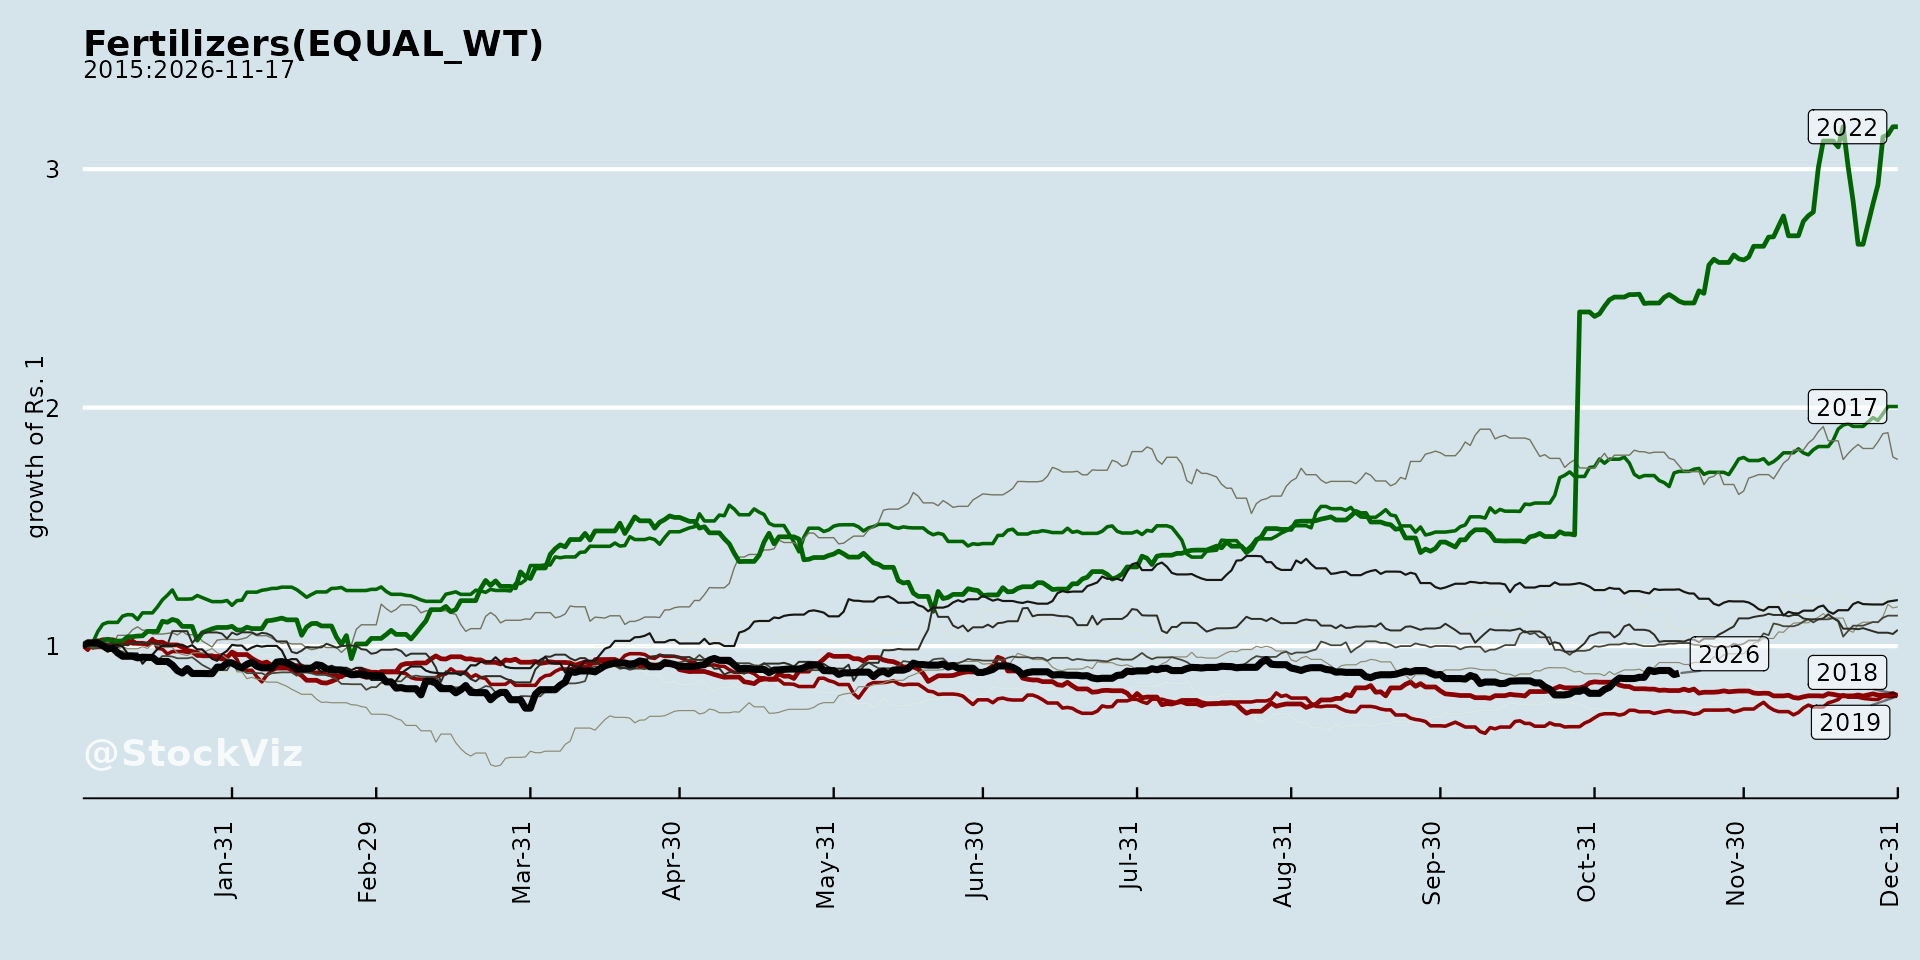 Fertilizers(EQUAL_WT)
2015:2026-11-17
growth of Rs. 1
3
2
1
2022
2017
2026
2018
2019
@StockViz
Jan-31
Feb-29
Mar-31
Apr-30
May-31
Jun-30
Jul-31
Aug-31
Sep-30
Oct-31
Nov-30
Dec-31